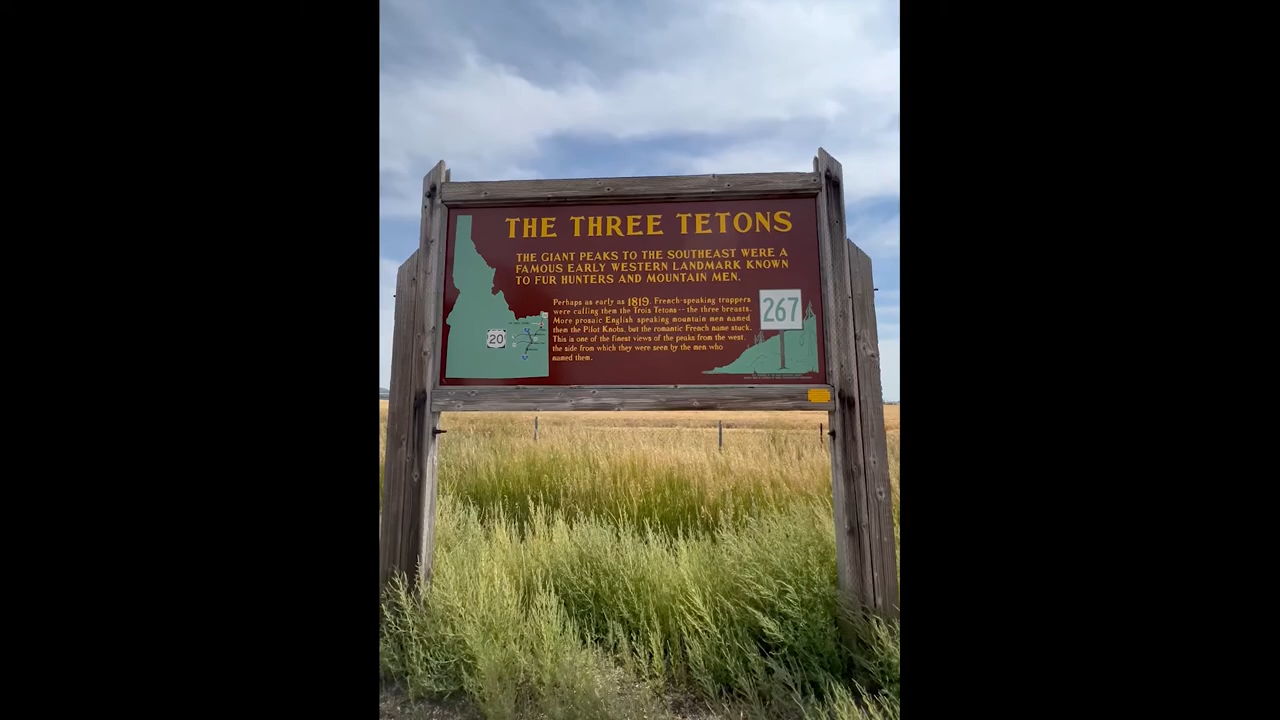 THE THREE TETONS
THE GIANT PEAKS TO THE SOUTHEAST WERE A
FAMOUS EARLY WESTERN LANDMARK KNOWN
TO FUR HUNTERS AND MOUNTAIN MEN.
Perhaps as early as 1819, French-speaking trappers
were calling them the Trois Tetons -- the three breasts.
More prosaic English speaking mountain men named
them the Pilot Knobs, but the romantic French name stuck.
This is one of the finest views of the peaks from the west,
the side from which they were seen by the men who
named them.
20
267